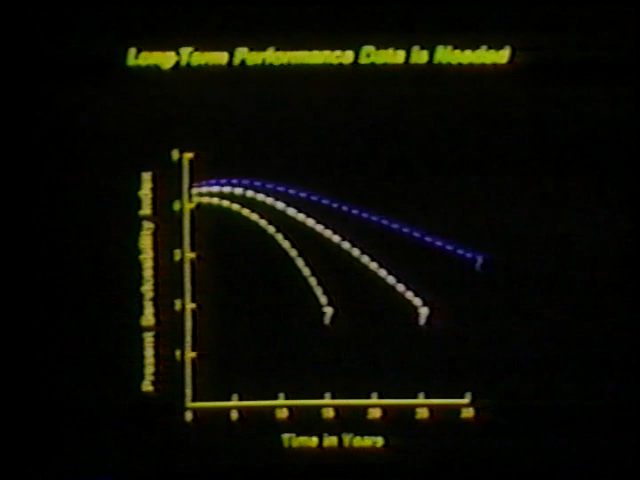 Long-Term Performance Data is Needed
Present Serviceability Index
5
4
3
2
1
?
?
?
0 5 10 15 20 25 30
Time in Years